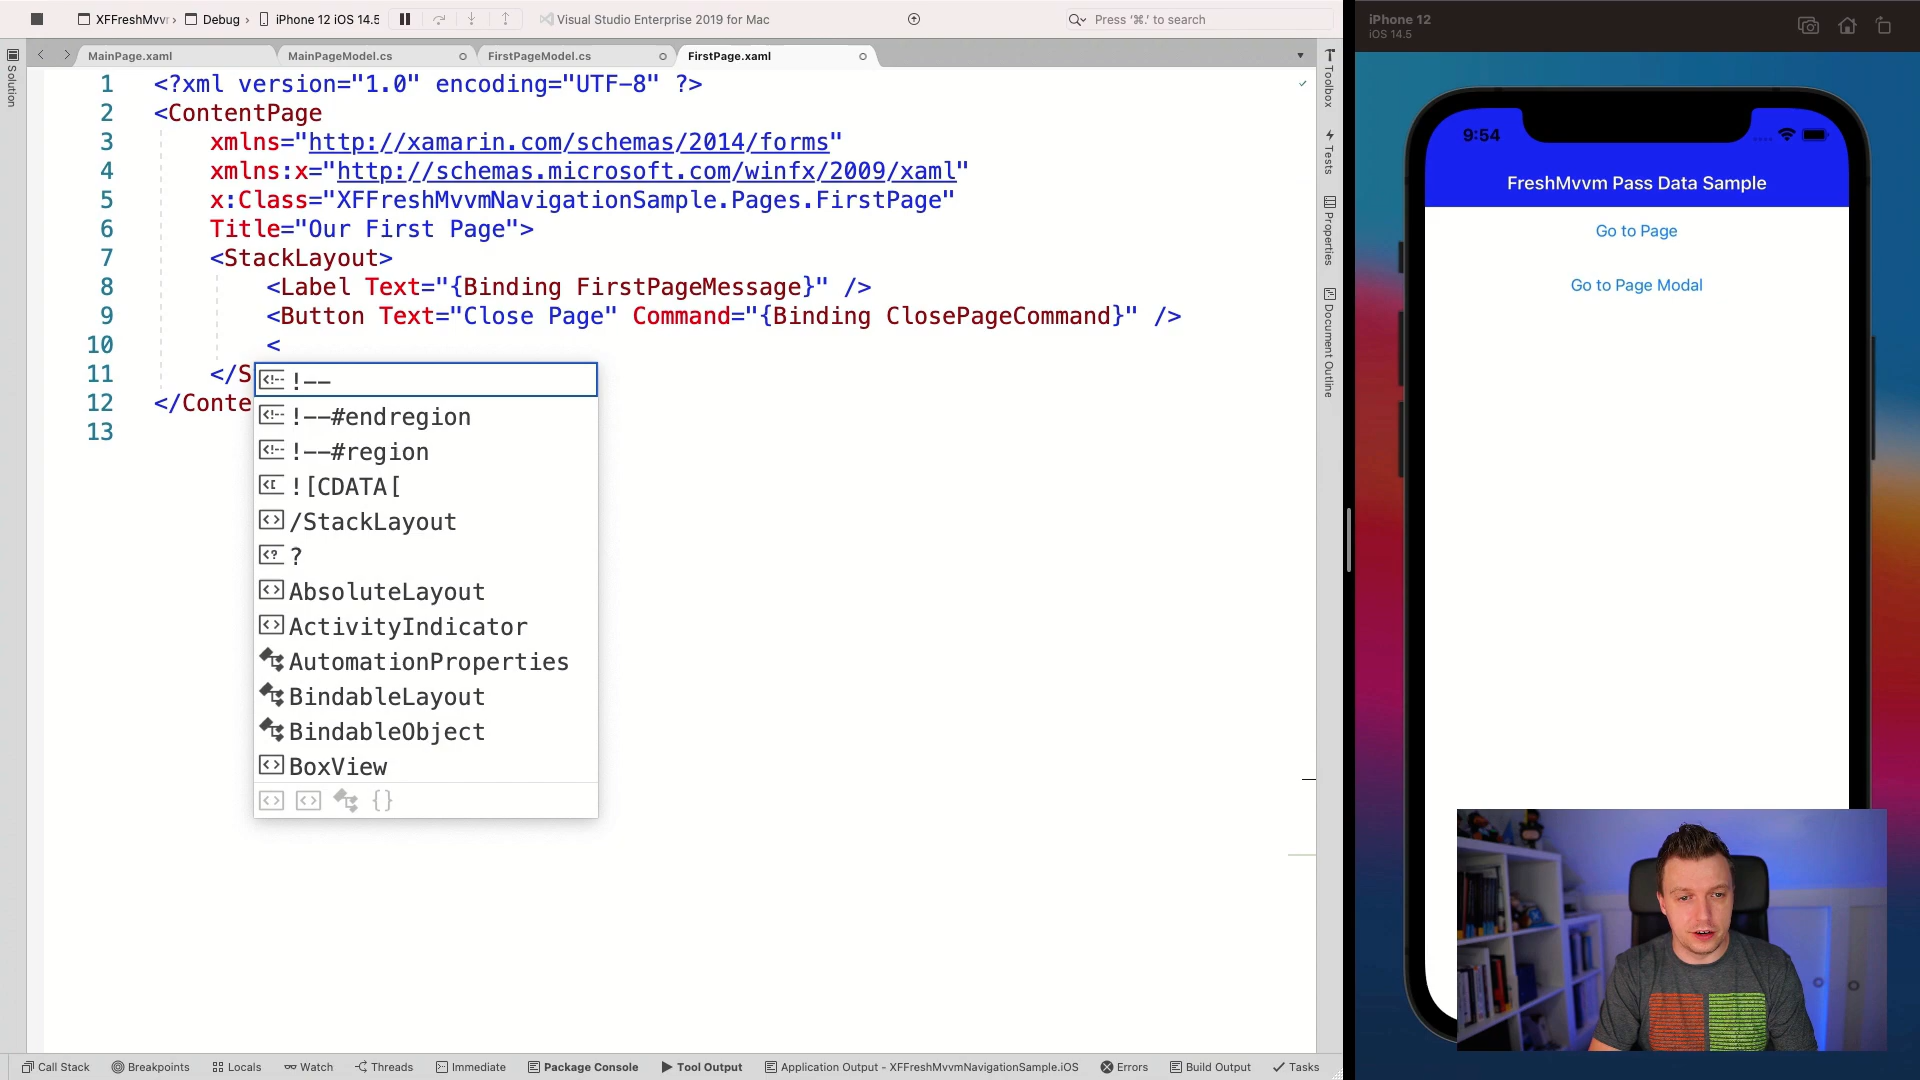 XFFreshMvvm
Debug
iPhone 12 iOS 14.5
Visual Studio Enterprise 2019 for Mac
Press '⌘.' to search
MainPage.xaml
MainPageModel.cs
FirstPageModel.cs
FirstPage.xaml
Solution
1 <?xml version="1.0" encoding="UTF-8" ?>
2 <ContentPage
3 xmlns="http://xamarin.com/schemas/2014/forms"
4 xmlns:x="http://schemas.microsoft.com/winfx/2009/xaml"
5 x:Class="XFFreshMvvmNavigationSample.Pages.FirstPage"
6 Title="Our First Page">
7 <StackLayout>
8 <Label Text="{Binding FirstPageMessage}" />
9 <Button Text="Close Page" Command="{Binding ClosePageCommand}" />
10 <
11 </S
12 </Conte
13
!--
!--#endregion
!--#region
![CDATA[
/StackLayout
?
AbsoluteLayout
ActivityIndicator
AutomationProperties
BindableLayout
BindableObject
BoxView
Toolbox
Tests
Properties
Document Outline
Call Stack
Breakpoints
Locals
Watch
Threads
Immediate
Package Console
Tool Output
Application Output - XFFreshMvvmNavigationSample.iOS
Errors
Build Output
Tasks
iPhone 12
iOS 14.5
9:54
FreshMvvm Pass Data Sample
Go to Page
Go to Page Modal